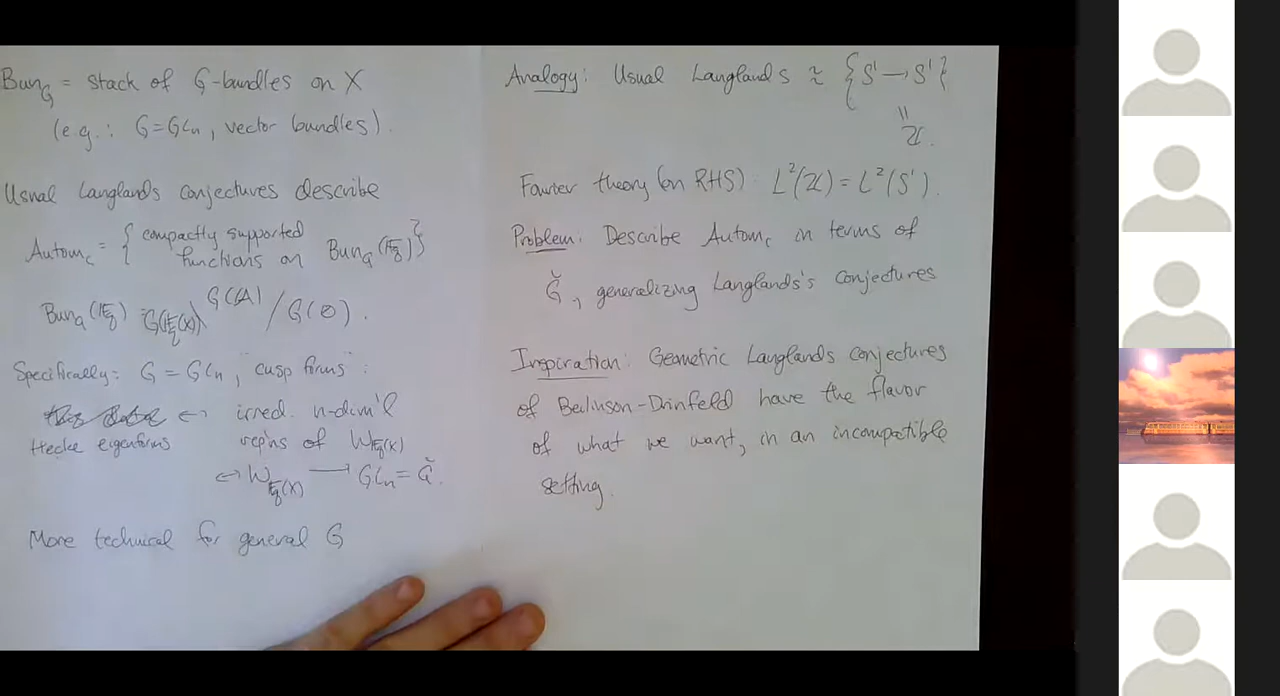 Bun_G = stack of G-bundles on X
(e.g.: G=GL_n, vector bundles).
Usual Langlands conjectures describe
Autom_c = { compactly supported functions on Bun_G(F_q) }
Bun_G(F_q) = G(F_q(X))\G(A)/G(O).
Specifically: G = GL_n, "cusp forms":
Hecke eigenforms ↔ irred. n-dim'l rep'ns of W_{F_q(X)}
↔ W_{F_q(X)} → GL_n = Ǧ.
More technical for general G
Analogy: Usual Langlands ≈ {S¹ → S¹}
=
ℤ.
Fourier theory (on RHS): L²(ℤ) = L²(S¹).
Problem. Describe Autom_c in terms of
Ǧ, generalizing Langlands's conjectures
Inspiration: Geometric Langlands conjectures
of Beilinson-Drinfeld have the flavor
of what we want, in an incompatible
setting.